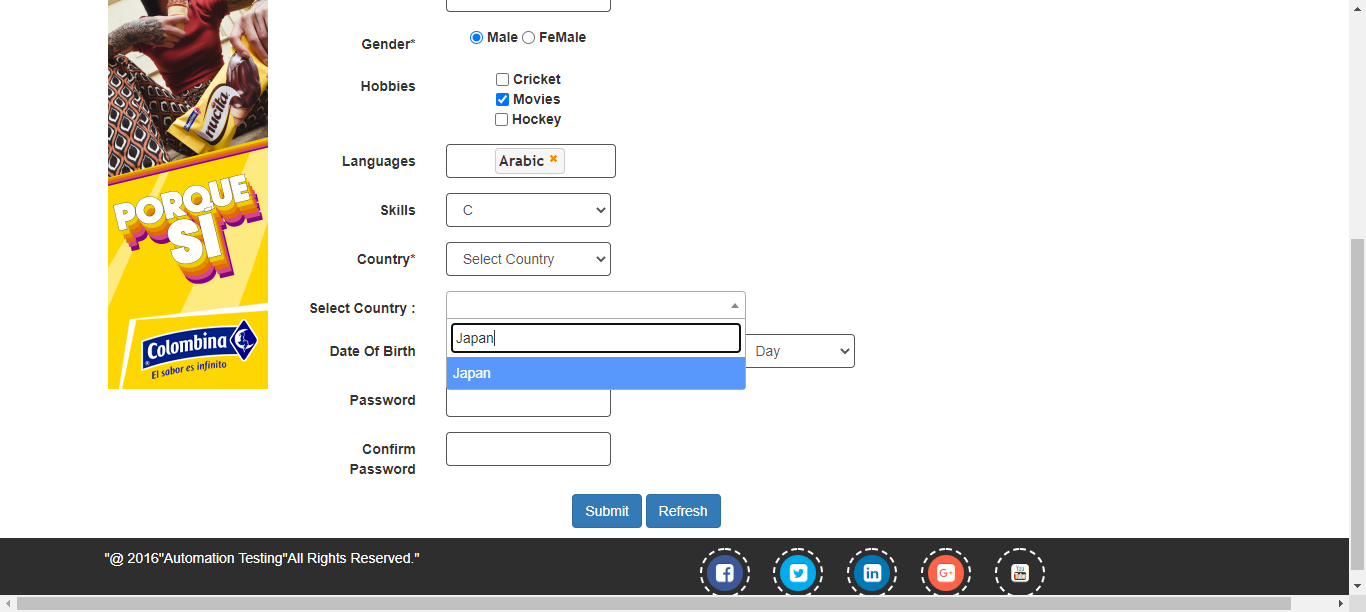 Gender*
Male
FeMale
Hobbies
Cricket
Movies
Hockey
Languages
Arabic
Skills
C
Country*
Select Country
Select Country :
Japan
Date Of Birth
Day
Japan
Password
Confirm
Password
Submit
Refresh
nucita
PORQUE
SÍ
Colombina
El sabor es infinito
"@ 2016"Automation Testing"All Rights Reserved."
f
in
G+
You
Tube